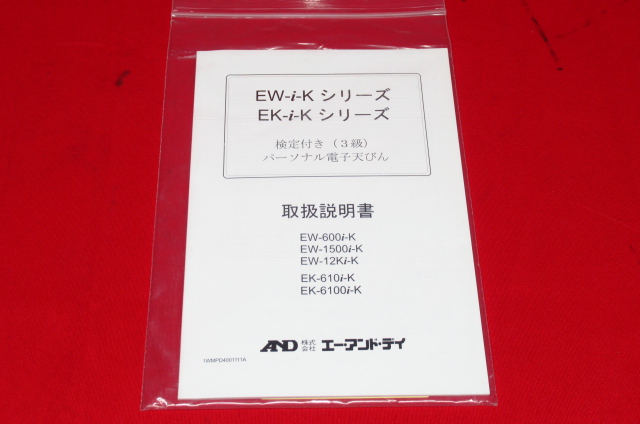 EW-i-K シリーズ
EK-i-K シリーズ
検定付き（3級）
パーソナル電子天びん
取扱説明書
EW-600i-K
EW-1500i-K
EW-12Ki-K
EK-610i-K
EK-6100i-K
AND 株式会社 エー・アンド・デイ
1WMPD4001111A